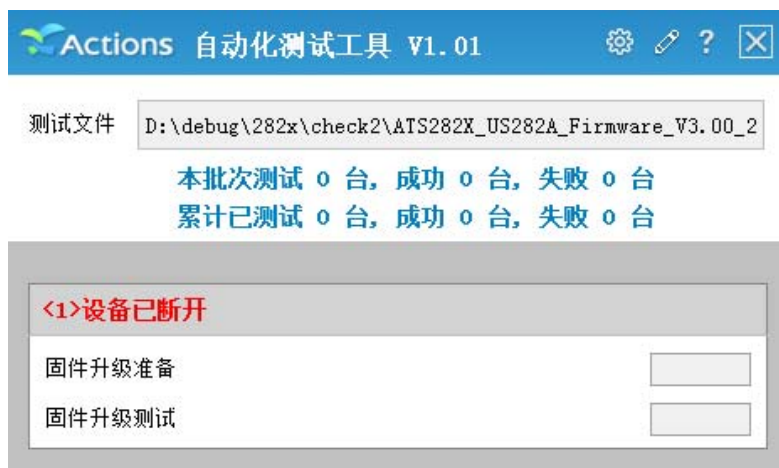 Actions 自动化测试工具 V1.01 ?
测试文件 D:\debug\282x\check2\ATS282X_US282A_Firmware_V3.00_2
本批次测试 0 台, 成功 0 台, 失败 0 台
累计已测试 0 台, 成功 0 台, 失败 0 台
<1>设备已断开
固件升级准备
固件升级测试